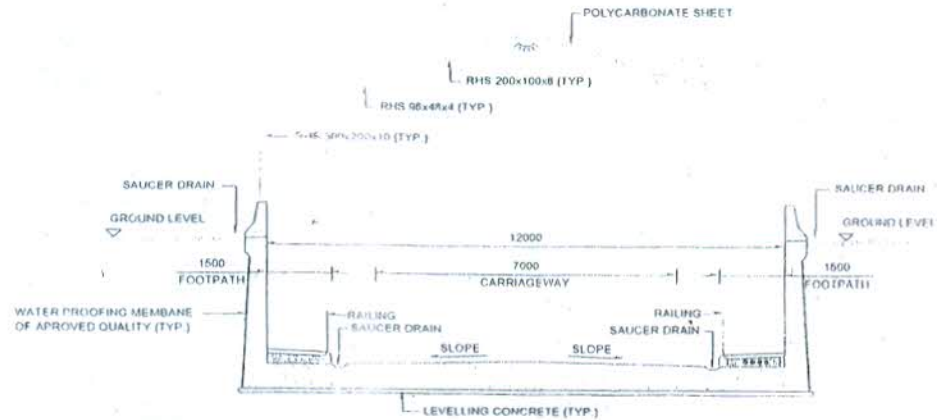 POLYCARBONATE SHEET
RHS 200x100x8 (TYP.)
RHS 96x48x4 (TYP.)
300x200x10 (TYP.)
SAUCER DRAIN
SAUCER DRAIN
GROUND LEVEL
GROUND LEVEL
12000
1500
7000
1500
FOOTPATH
CARRIAGEWAY
FOOTPATH
WATER PROOFING MEMBANE
OF APROVED QUALITY (TYP.)
RAILING
RAILING
SAUCER DRAIN
SAUCER DRAIN
SLOPE
SLOPE
LEVELLING CONCRETE (TYP.)